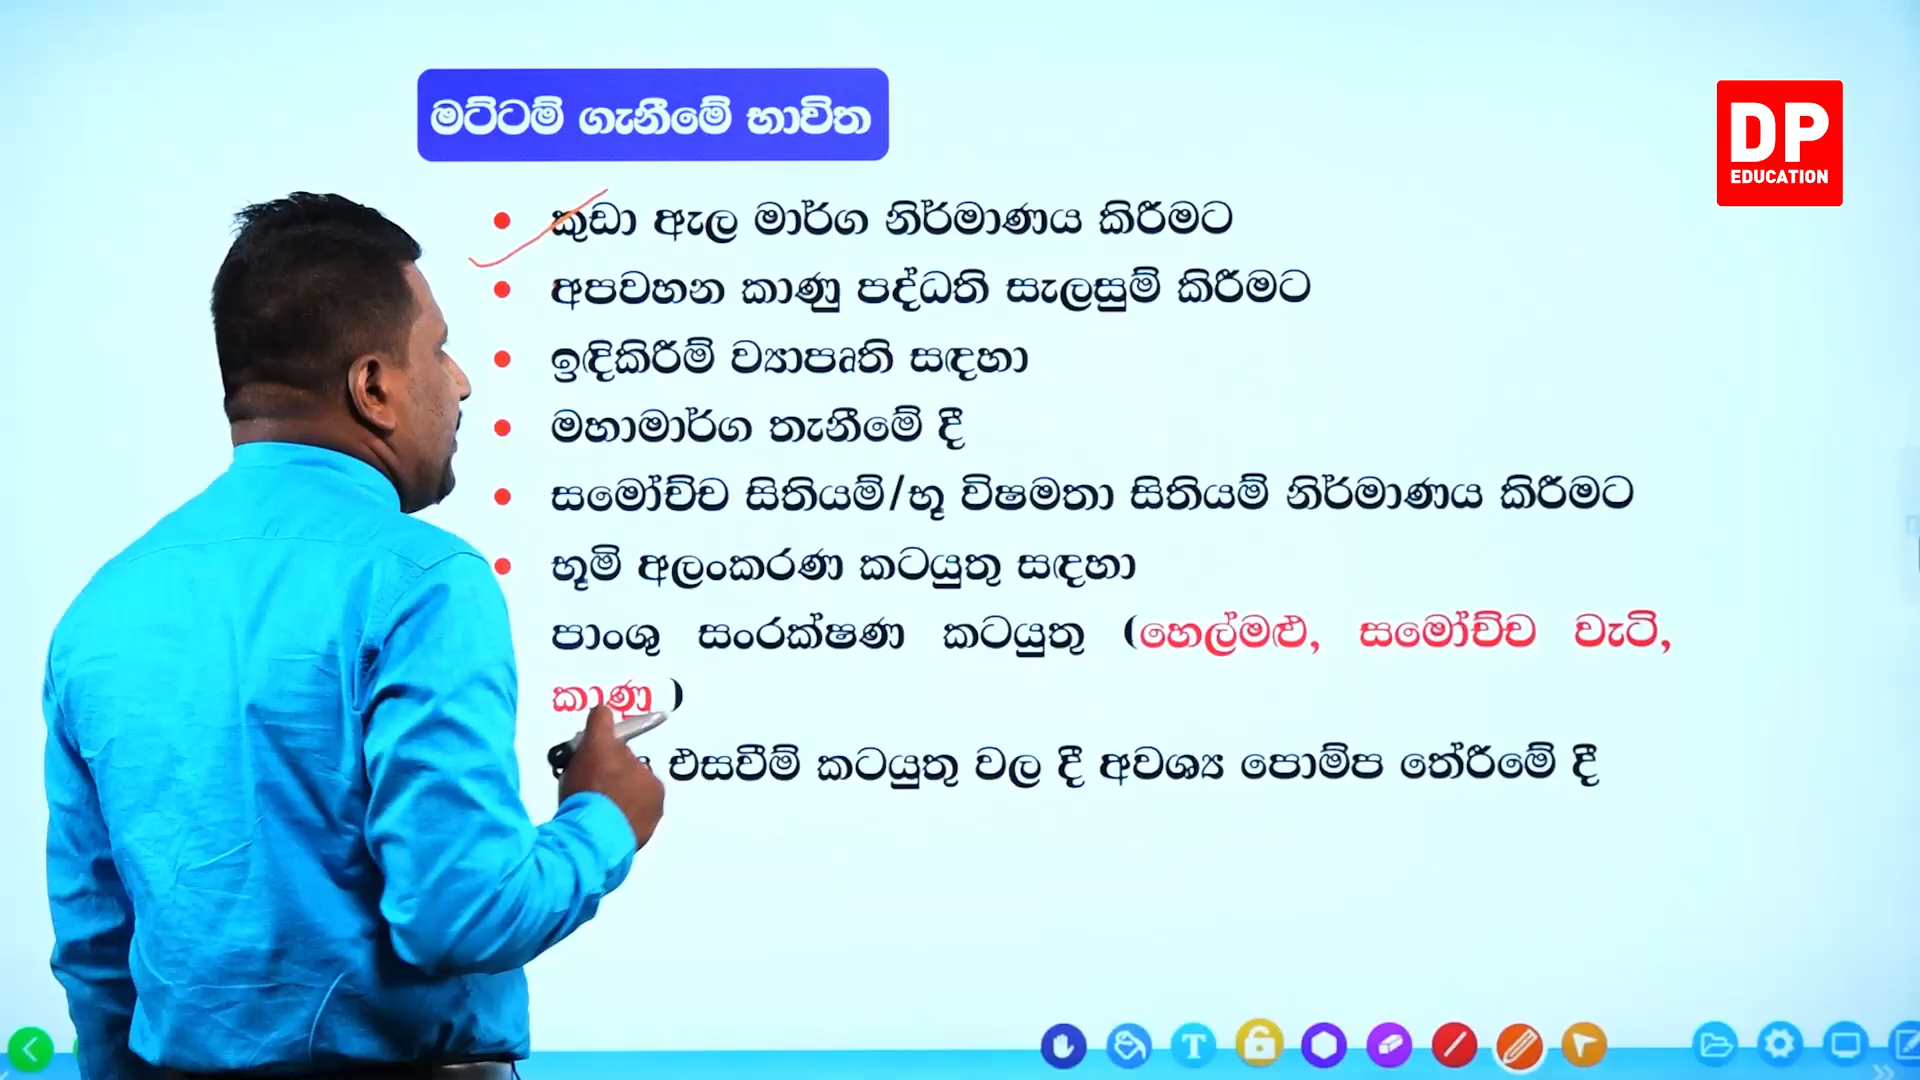 මට්ටම් ගැනීමේ භාවිත
DP
EDUCATION
කුඩා ඇල මාර්ග නිර්මාණය කිරීමට
අපවහන කාණු පද්ධති සැලසුම් කිරීමට
ඉඳිකිරීම් ව්‍යාපෘති සඳහා
මහාමාර්ග තැනීමේ දී
සමෝච්ච සිතියම්/භූ විෂමතා සිතියම් නිර්මාණය කිරීමට
භූමි අලංකරණ කටයුතු සඳහා
පාංශු සංරක්ෂණ කටයුතු (හෙල්මළු, සමෝච්ච වැටි,
කාණු )
එසවීම් කටයුතු වල දී අවශ්‍ය පොම්ප තේරීමේ දී